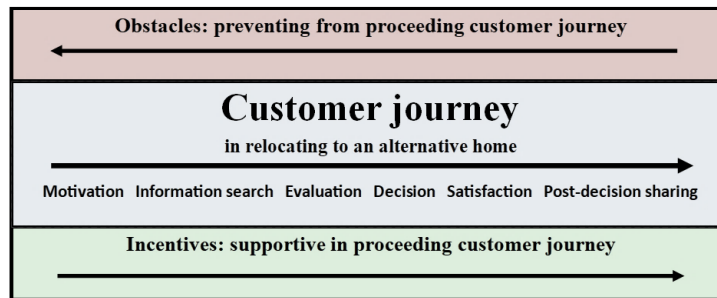 Obstacles: preventing from proceeding customer journey
Customer journey
in relocating to an alternative home
Motivation Information search Evaluation Decision Satisfaction Post-decision sharing
Incentives: supportive in proceeding customer journey